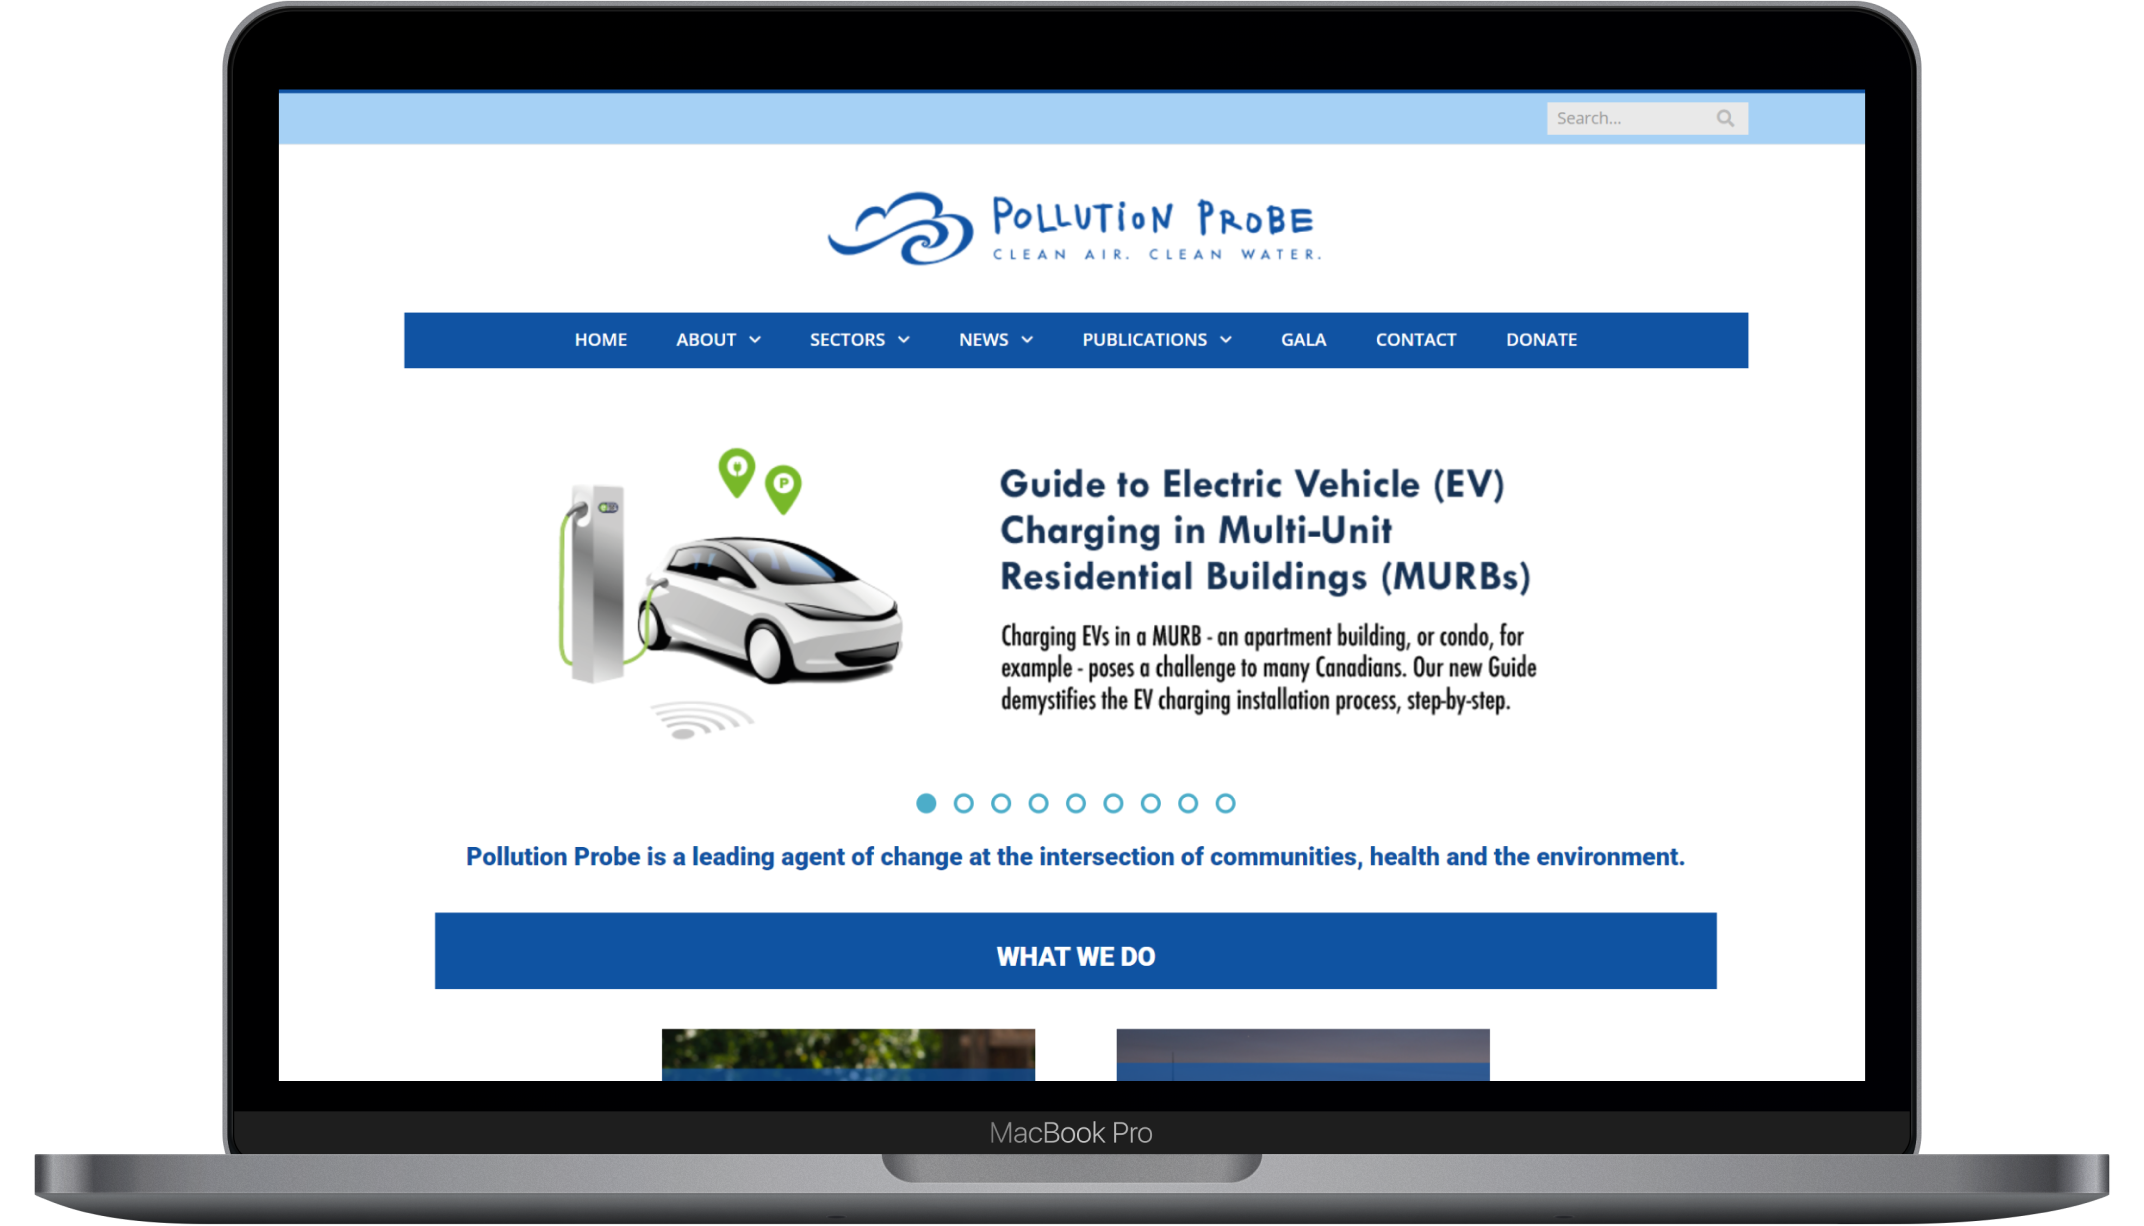 Search...
POLLUTiON PROBE
CLEAN AIR. CLEAN WATER.
HOME ABOUT SECTORS NEWS PUBLICATIONS GALA CONTACT DONATE
P
Guide to Electric Vehicle (EV)
Charging in Multi-Unit
Residential Buildings (MURBs)
Charging EVs in a MURB - an apartment building, or condo, for
example - poses a challenge to many Canadians. Our new Guide
demystifies the EV charging installation process, step-by-step.
Pollution Probe is a leading agent of change at the intersection of communities, health and the environment.
WHAT WE DO
MacBook Pro